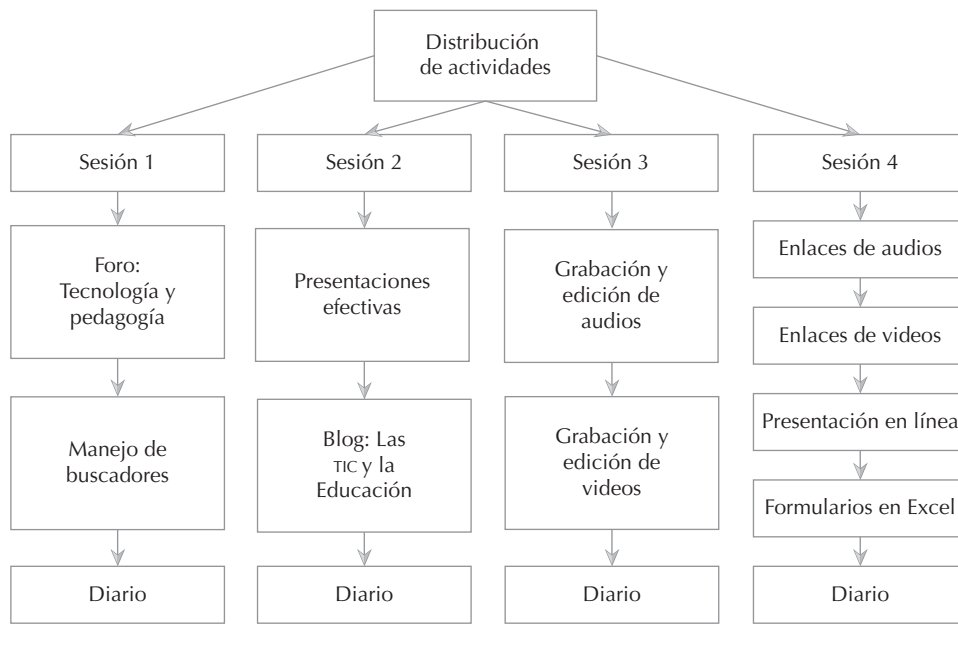 Distribución
de actividades
Sesión 1
Foro:
Tecnología y
pedagogía
Manejo de
buscadores
Diario
Sesión 2
Presentaciones
efectivas
Blog: Las
TIC y la
Educación
Diario
Sesión 3
Grabación y
edición de
audios
Grabación y
edición de
videos
Diario
Sesión 4
Enlaces de audios
Enlaces de videos
Presentación en línea
Formularios en Excel
Diario